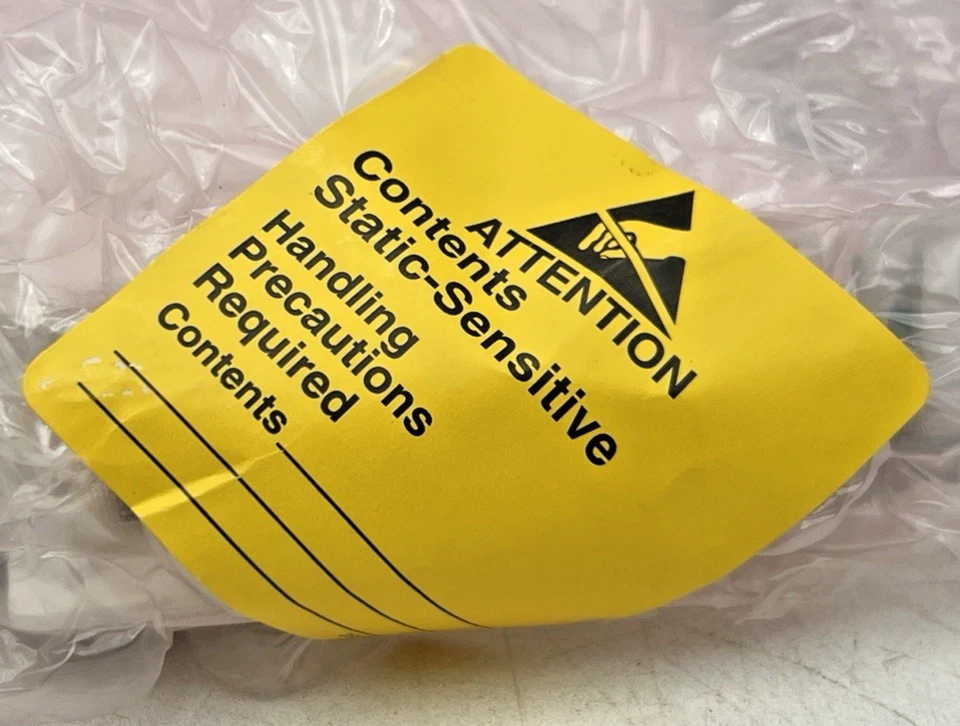 ATTENTION
Contents
Static-Sensitive
Handling
Precautions
Required
Contents